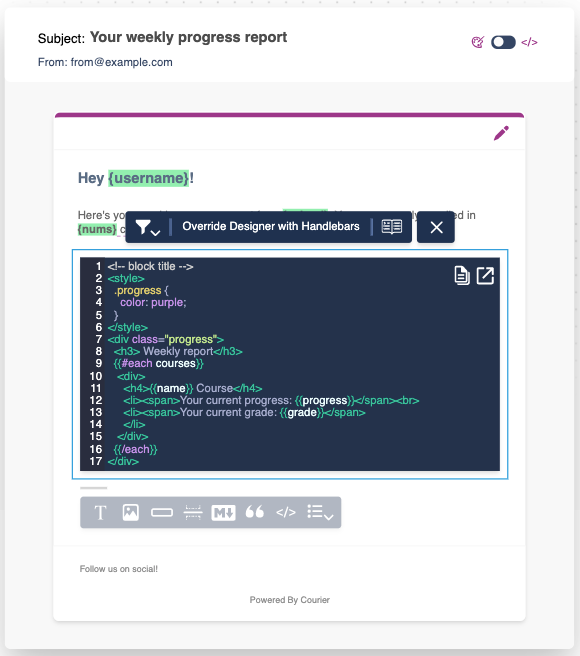 Subject: Your weekly progress report
</>
From: from@example.com
Hey {username}!
Here's yo
d in
{nums} c
Override Designer with Handlebars
1 <!-- block title -->
2 <style>
3 .progress {
4 color: purple;
5 }
6 </style>
7 <div class="progress">
8 <h3> Weekly report</h3>
9 {{#each courses}}
10 <div>
11 <h4>{{name}} Course</h4>
12 <li><span>Your current progress: {{progress}}</span><br>
13 <li><span>Your current grade: {{grade}}</span>
14 </li>
15 </div>
16 {{/each}}
17 </div>
T M </>
Follow us on social!
Powered By Courier